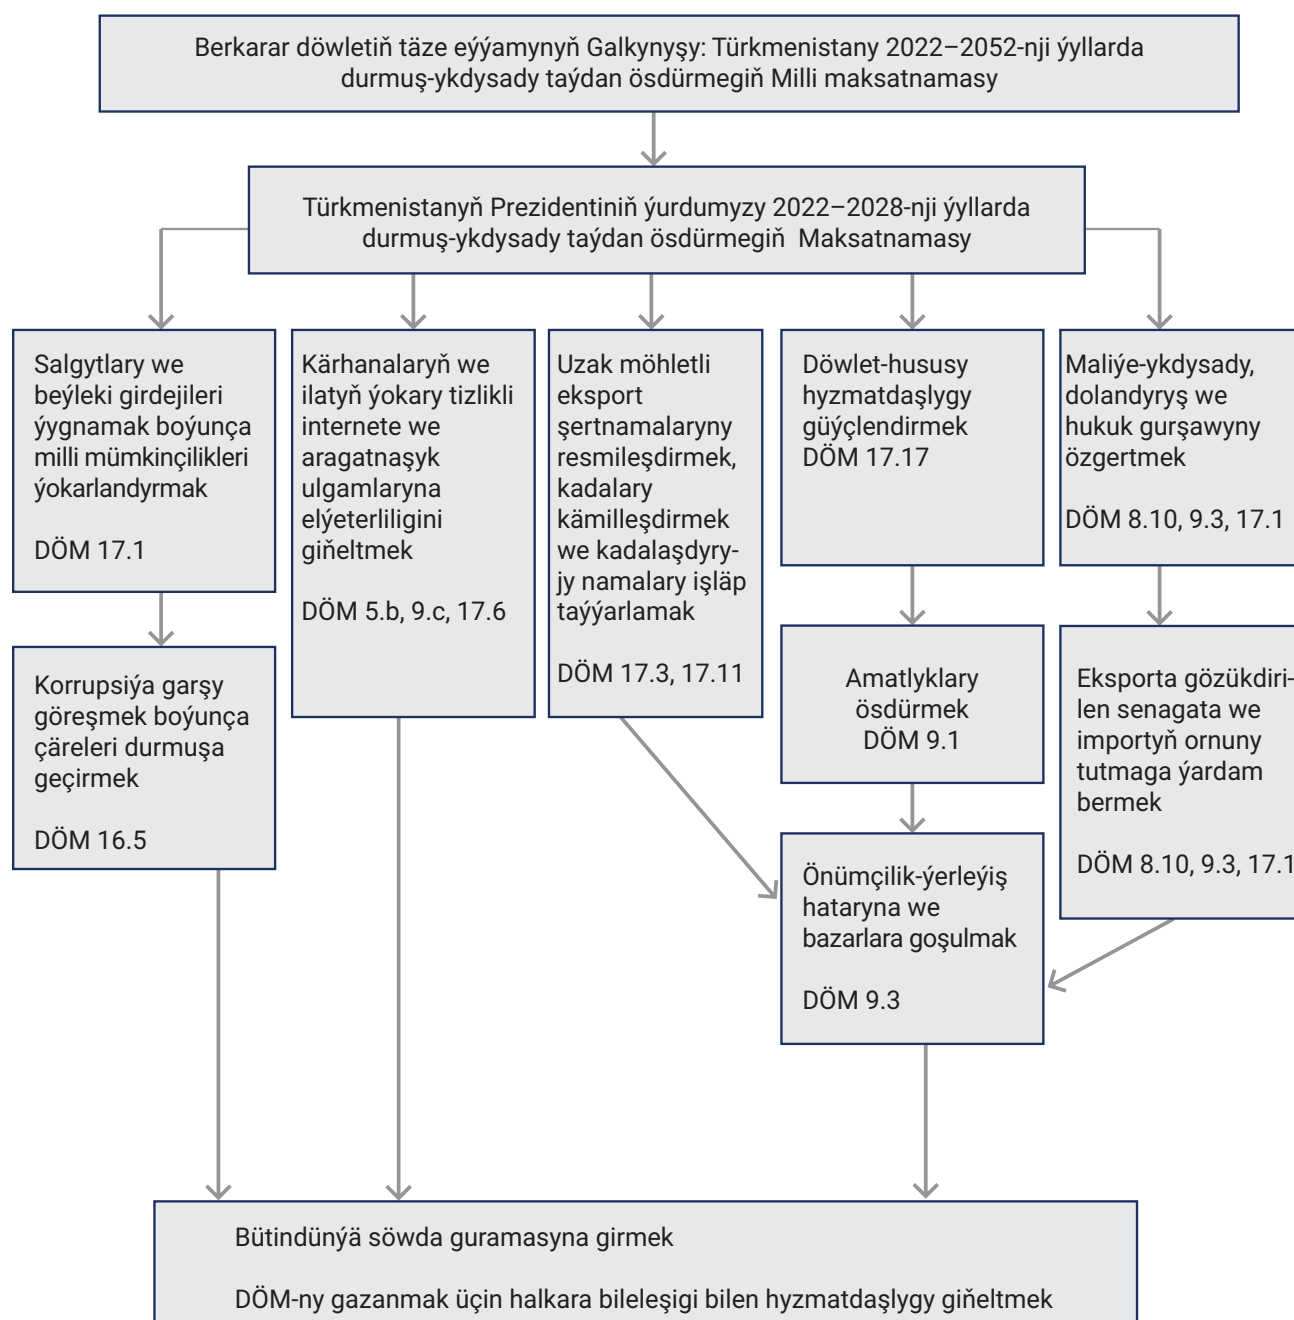 Berkarar döwletiň täze eýýamynyň Galkynyşy: Türkmenistany 2022–2052-nji ýyllarda
durmuş-ykdysady taýdan ösdürmegiň Milli maksatnamasy
Türkmenistanyň Prezidentiniň ýurdumyzy 2022–2028-nji ýyllarda
durmuş-ykdysady taýdan ösdürmegiň Maksatnamasy
Salgytlary we
beýleki girdejileri
ýygnamak boýunça
milli mümkinçilikleri
ýokarlandyrmak
DÖM 17.1
Kärhanalaryň we
ilatyň ýokary tizlikli
internete we
aragatnaşyk
ulgamlaryna
elýeterliligini
giňeltmek
DÖM 5.b, 9.c, 17.6
Uzak möhletli
eksport
şertnamalaryny
resmileşdirmek,
kadalary
kämilleşdirmek
we kadalaşdyry-
jy namalary işläp
taýýarlamak
DÖM 17.3, 17.11
Döwlet-hususy
hyzmatdaşlygy
güýçlendirmek
DÖM 17.17
Maliýe-ykdysady,
dolandyryş we
hukuk gurşawyny
özgertmek
DÖM 8.10, 9.3, 17.1
Korrupsiýa garşy
göreşmek boýunça
çäreleri durmuşa
geçirmek
DÖM 16.5
Amatlyklary
ösdürmek
DÖM 9.1
Eksporta gözükdiri-
len senagata we
importyň ornuny
tutmaga ýardam
bermek
DÖM 8.10, 9.3, 17.1
Önümçilik-ýerleýiş
hataryna we
bazarlara goşulmak
DÖM 9.3
Bütindünýä söwda guramasyna girmek
DÖM-ny gazanmak üçin halkara bileleşigi bilen hyzmatdaşlygy giňeltmek